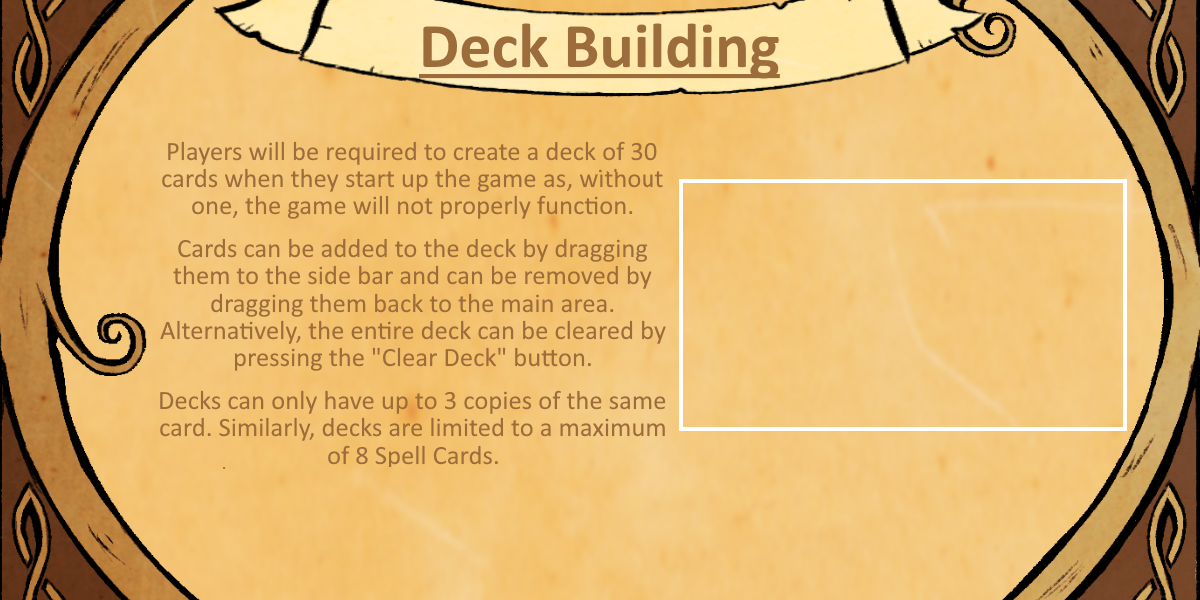 Deck Building
Players will be required to create a deck of 30
cards when they start up the game as, without
one, the game will not properly function.
Cards can be added to the deck by dragging
them to the side bar and can be removed by
dragging them back to the main area.
Alternatively, the entire deck can be cleared by
pressing the "Clear Deck" button.
Decks can only have up to 3 copies of the same
card. Similarly, decks are limited to a maximum
of 8 Spell Cards.